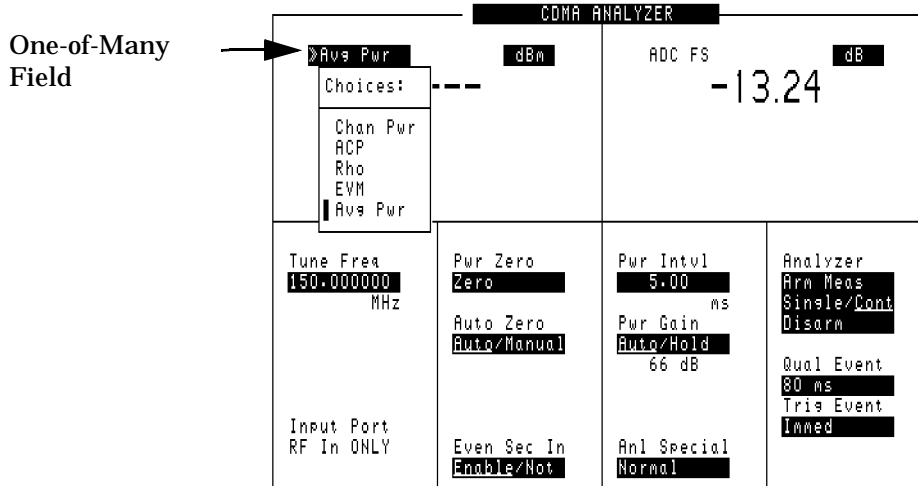 CDMA ANALYZER
One-of-Many
Field
»Avg Pwr
dBm
ADC FS
dB
Choices:
---
-13.24
Chan Pwr
ACP
Rho
EVM
Avg Pwr
Tune Freq
150.000000
MHz
Input Port
RF In ONLY
Pwr Zero
Zero
Auto Zero
Auto/Manual
Even Sec In
Enable/Not
Pwr Intvl
5.00
ms
Pwr Gain
Auto/Hold
66 dB
Anl Special
Normal
Analyzer
Arm Meas
Single/Cont
Disarm
Qual Event
80 ms
Trig Event
Immed